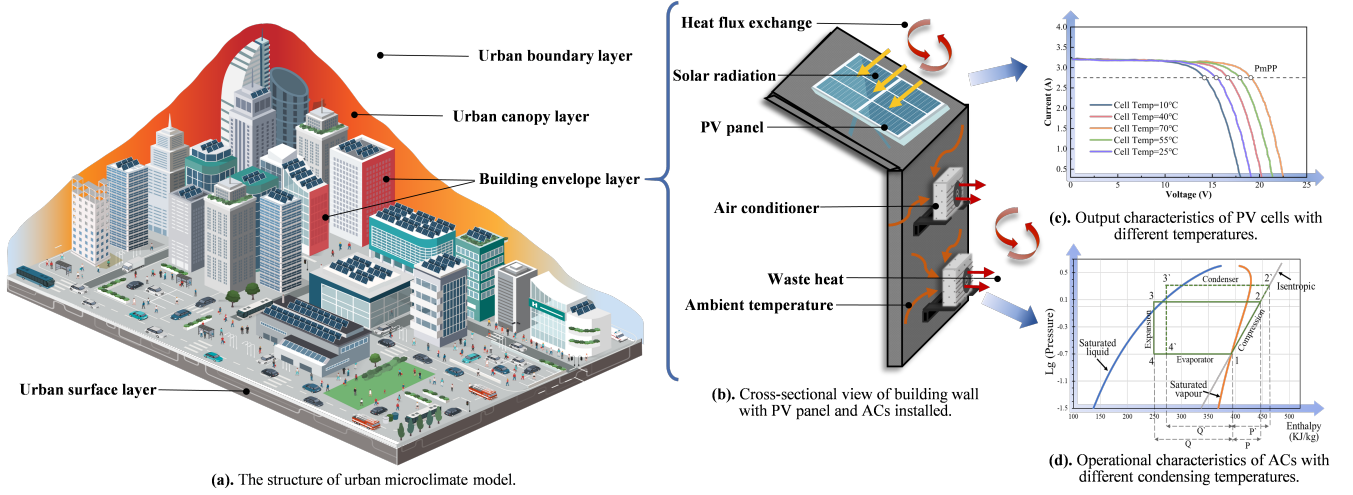 Urban boundary layer
Urban canopy layer
Building envelope layer
Urban surface layer
(a). The structure of urban microclimate model.
Heat flux exchange
Solar radiation
PV panel
Air conditioner
Waste heat
Ambient temperature
(b). Cross-sectional view of building wall
with PV panel and ACs installed.
4.0
3.5
3.0
2.5
2.0
1.5
1.0
0.5
Current (A)
PmPP
Cell Temp=10℃
Cell Temp=40℃
Cell Temp=70℃
Cell Temp=55℃
Cell Temp=25℃
0 5 10 15 20 25
Voltage (V)
(c). Output characteristics of PV cells with
different temperatures.
0.5
0.1
-0.3
-0.7
-1.1
-1.5
Lg (Pressure)
3` Condenser 2`
Isentropic
3 2
Expansion
Compression
Saturated
liquid
4`
4 Evaporator 1
Saturated
vapour
100 150 200 250 300 350 400 450 500
Enthalpy
(KJ/kg)
Q` P`
Q P
(d). Operational characteristics of ACs with
different condensing temperatures.